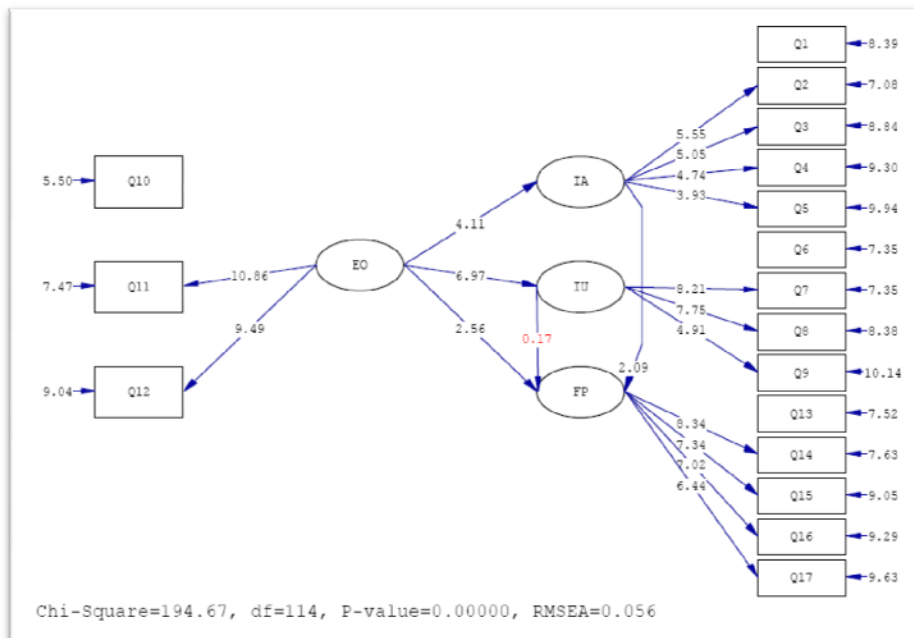 Q1
8.39
Q2
7.08
5.55
Q3
8.84
5.05
5.50
Q10
IA
4.74
Q4
9.30
3.93
Q5
9.94
4.11
Q6
7.35
EO
7.47
Q11
10.86
6.97
IU
8.21
Q7
7.35
7.75
Q8
8.38
9.49
2.56
0.17
4.91
Q9
10.14
2.09
9.04
Q12
FP
Q13
7.52
8.34
Q14
7.63
7.34
7.02
Q15
9.05
6.44
Q16
9.29
Q17
9.63
Chi-Square=194.67, df=114, P-value=0.00000, RMSEA=0.056